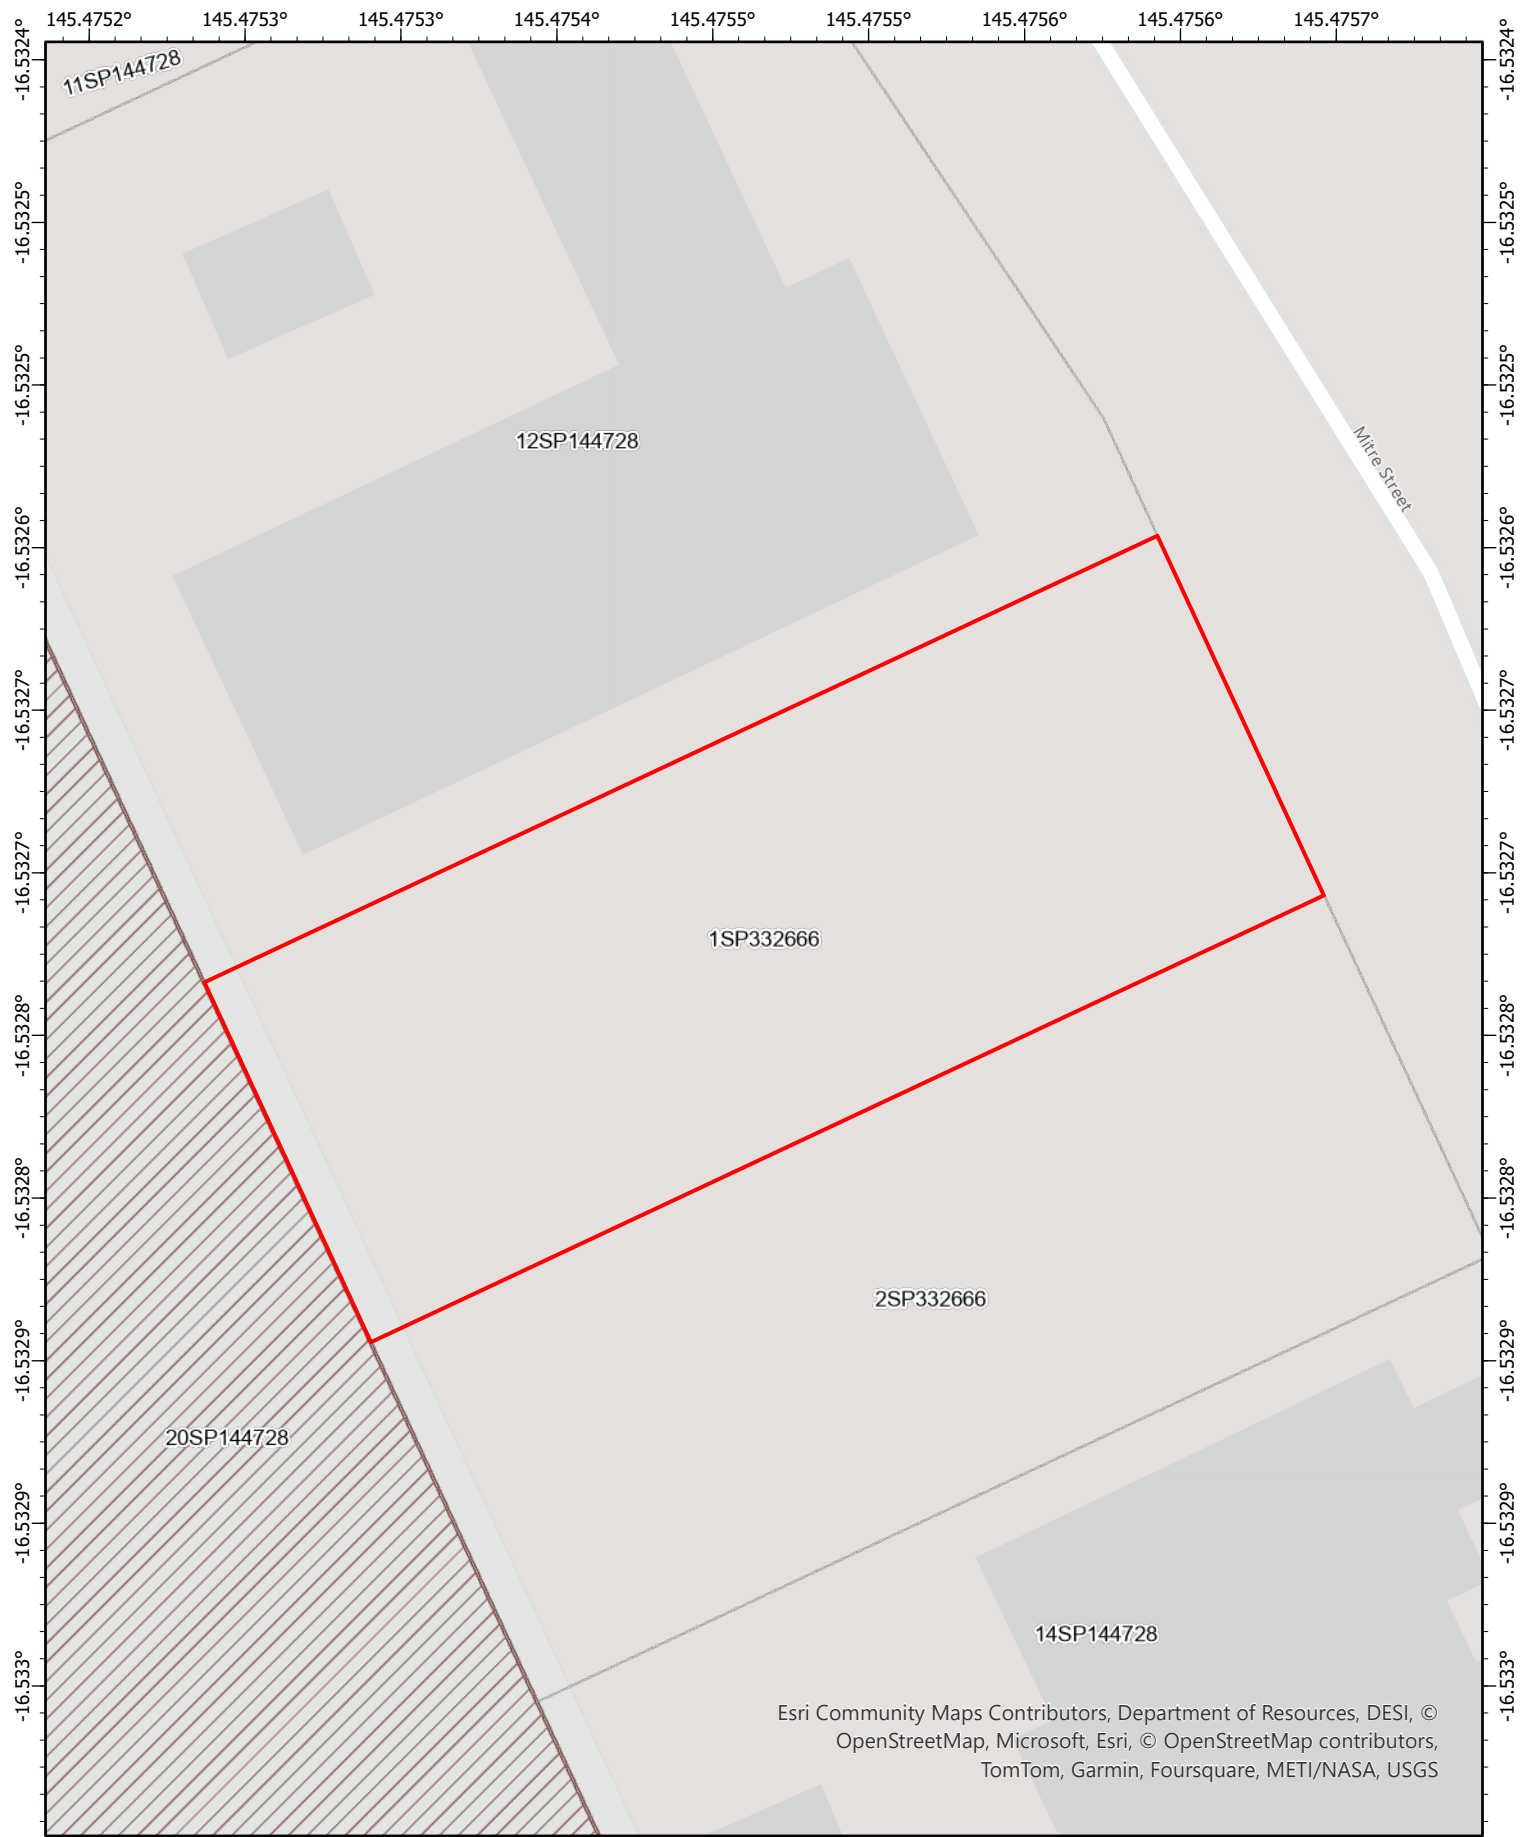 145.4752° 145.4753° 145.4753° 145.4754° 145.4755° 145.4755° 145.4756° 145.4756° 145.4757°
-16.5324° -16.5324°
11SP144728
-16.5325° -16.5325°
-16.5325° -16.5325°
12SP144728
Mitre Street
-16.5326° -16.5326°
-16.5327° -16.5327°
-16.5327° -16.5327°
1SP332666
-16.5328° -16.5328°
-16.5328° -16.5328°
2SP332666
-16.5329° -16.5329°
20SP144728
-16.5329° -16.5329°
14SP144728
-16.533° -16.533°
Esri Community Maps Contributors, Department of Resources, DESI, ©
OpenStreetMap, Microsoft, Esri, © OpenStreetMap contributors,
TomTom, Garmin, Foursquare, METI/NASA, USGS